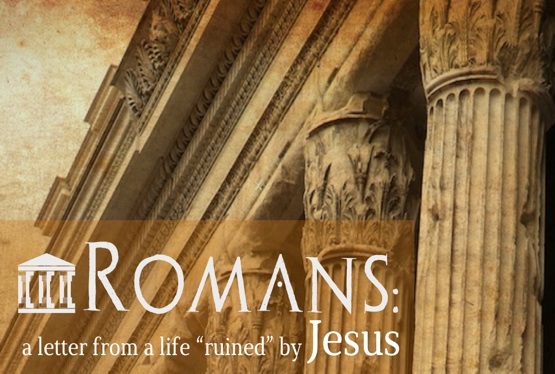 ROMANS:
a letter from a life “ruined” by Jesus